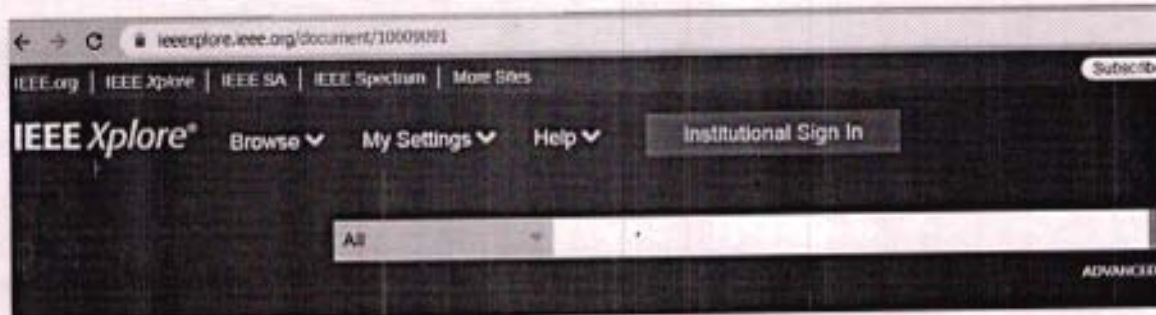 ieeexplore.ieee.org/document/10009091
IEEE.org | IEEE Xplore | IEEE SA | IEEE Spectrum | More Sites
Subscribe
IEEE Xplore® Browse My Settings Help Institutional Sign In
All
ADVANCED